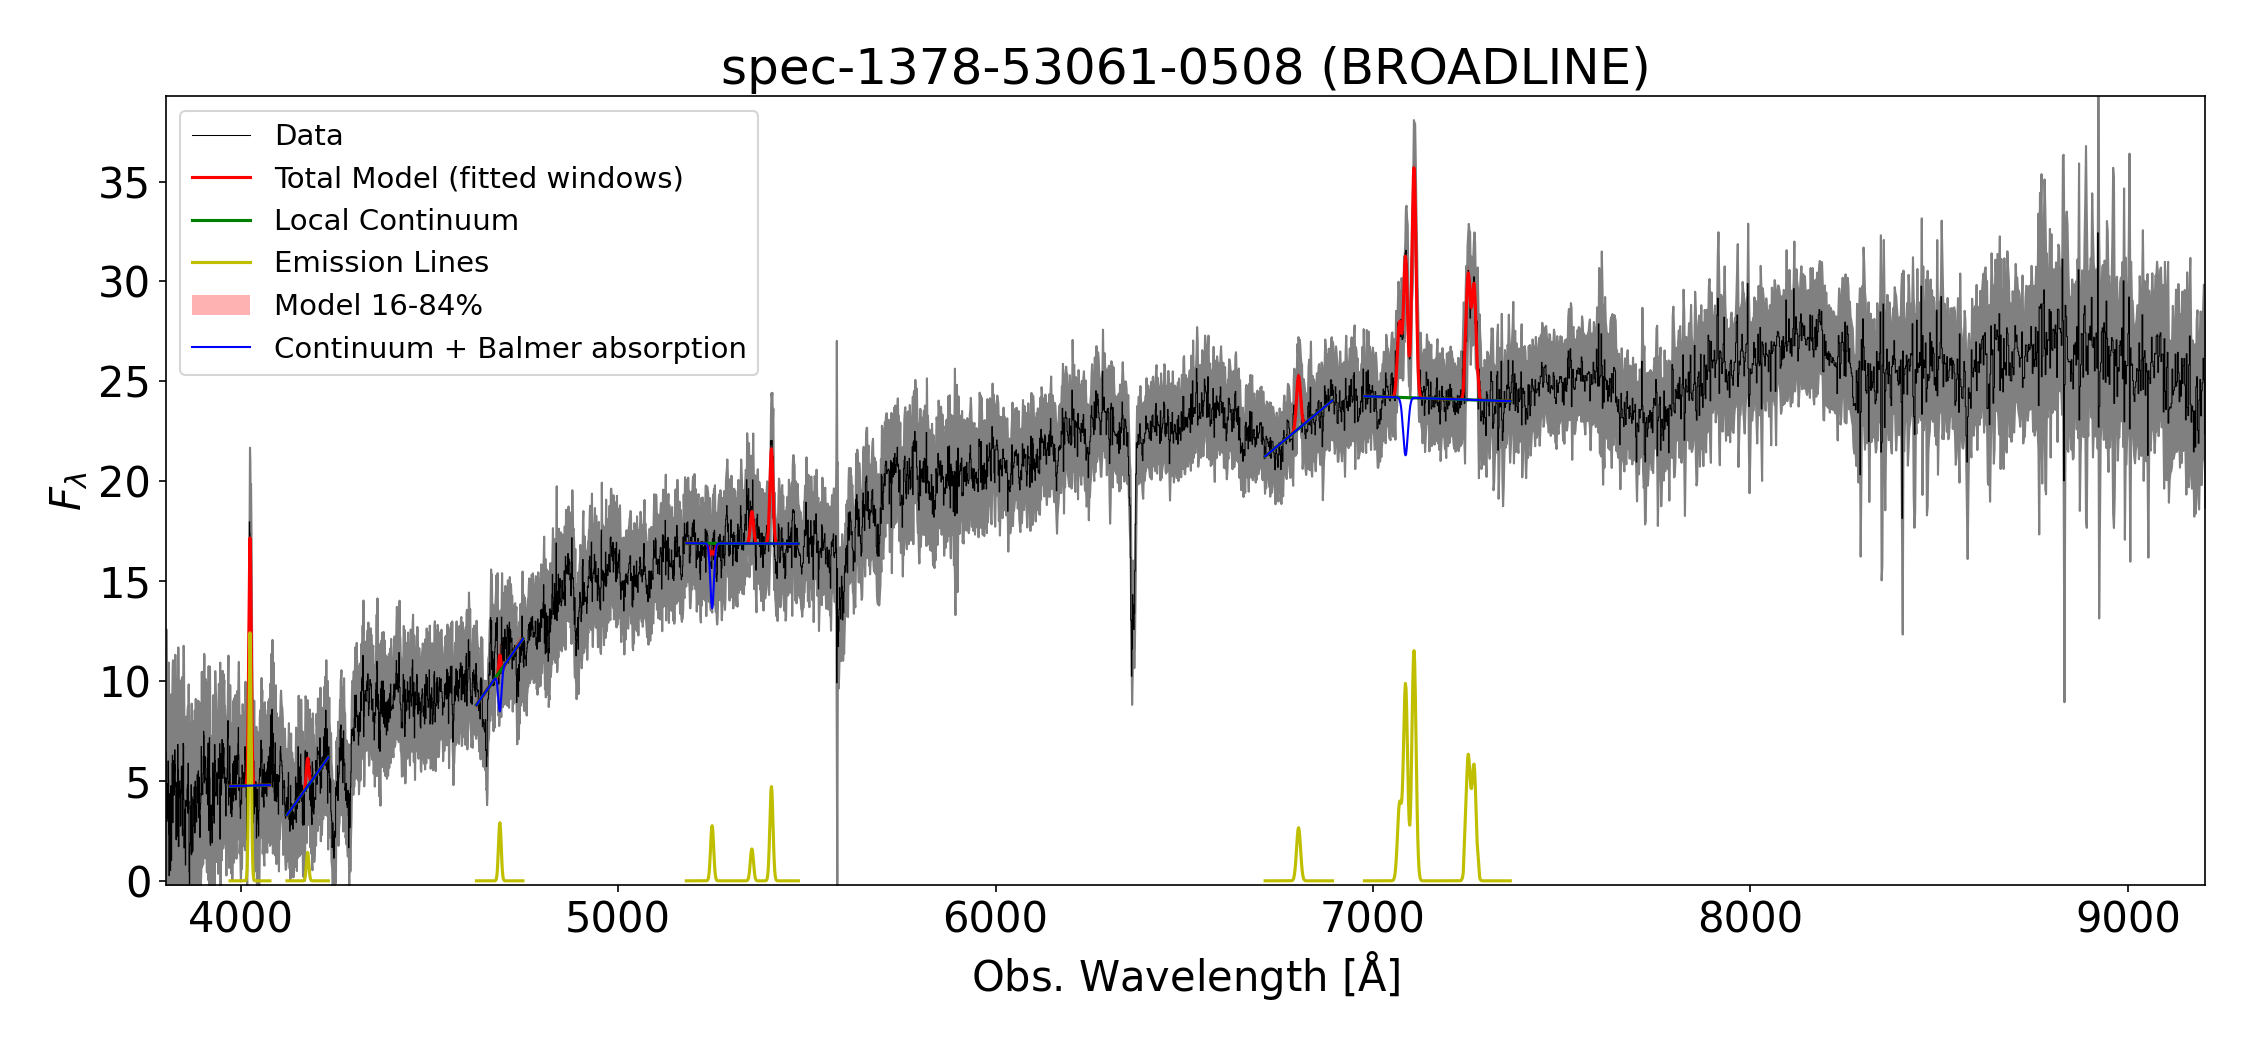 spec-1378-53061-0508 (BROADLINE)
Data
Total Model (fitted windows)
Local Continuum
Emission Lines
Model 16-84%
Continuum + Balmer absorption
35
30
25
20
15
10
5
0
Fλ
4000 5000 6000 7000 8000 9000
Obs. Wavelength [Å]